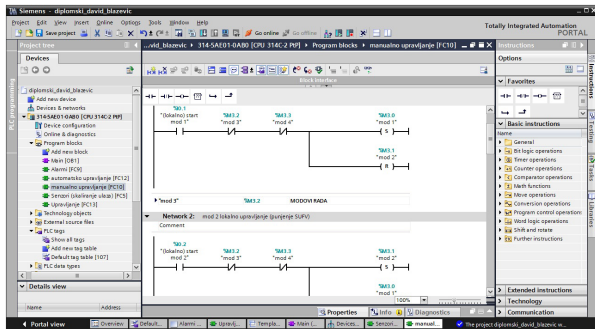 Siemens - diplomski_david_blazevic
Project Edit View Insert Online Options Tools Window Help
Totally Integrated Automation
PORTAL
Save project
Go online
Go offline
Project tree
...vid_blazevic > 314-5AE01-0AB0 [CPU 314C-2 PtP] > Program blocks > manualno upravljanje [FC10]
Instructions
Devices
Options
Block interface
diplomski_david_blazevic
Add new device
Devices & networks
314-5AE01-0AB0 [CPU 314C-2 PtP]
Device configuration
Online & diagnostics
Program blocks
Add new block
Main [OB1]
Alarmi [FC9]
automatsko upravljanje [FC12]
manualno upravljanje [FC10]
Senzori (skaliranje ulaza) [FC5]
Upravljanje [FC13]
Technology objects
External source files
PLC tags
Show all tags
Add new tag table
Default tag table [107]
PLC data types
Details view
Name Address
PLC programming
%I0.1
"(lokalno) start mod 1"
%M3.2
"mod 3"
%M3.3
"mod 4"
%M3.0
"mod 1"
S
%M3.1
"mod 2"
R
"mod 3" %M3.2 MODOVI RADA
Network 2: mod 2 lokalno upravljanje (punjenje SUFV)
Comment
%I0.2
"(lokalno) start mod 2"
%M3.2
"mod 3"
%M3.3
"mod 4"
%M3.1
"mod 2"
S
%M3.0
"mod 1"
100%
Properties Info Diagnostics
Favorites
Basic instructions
Name
General
Bit logic operations
Timer operations
Counter operations
Comparator operations
Math functions
Move operations
Conversion operations
Program control operations
Word logic operations
Shift and rotate
Further instructions
Extended instructions
Technology
Communication
Instructions
Testing
Tasks
Libraries
Portal view
Overview
Default...
Alarmi ...
Upravlj...
Templa...
Main (...
Devices...
Senzori...
manual...
The project diplomski_david_blazevic w...